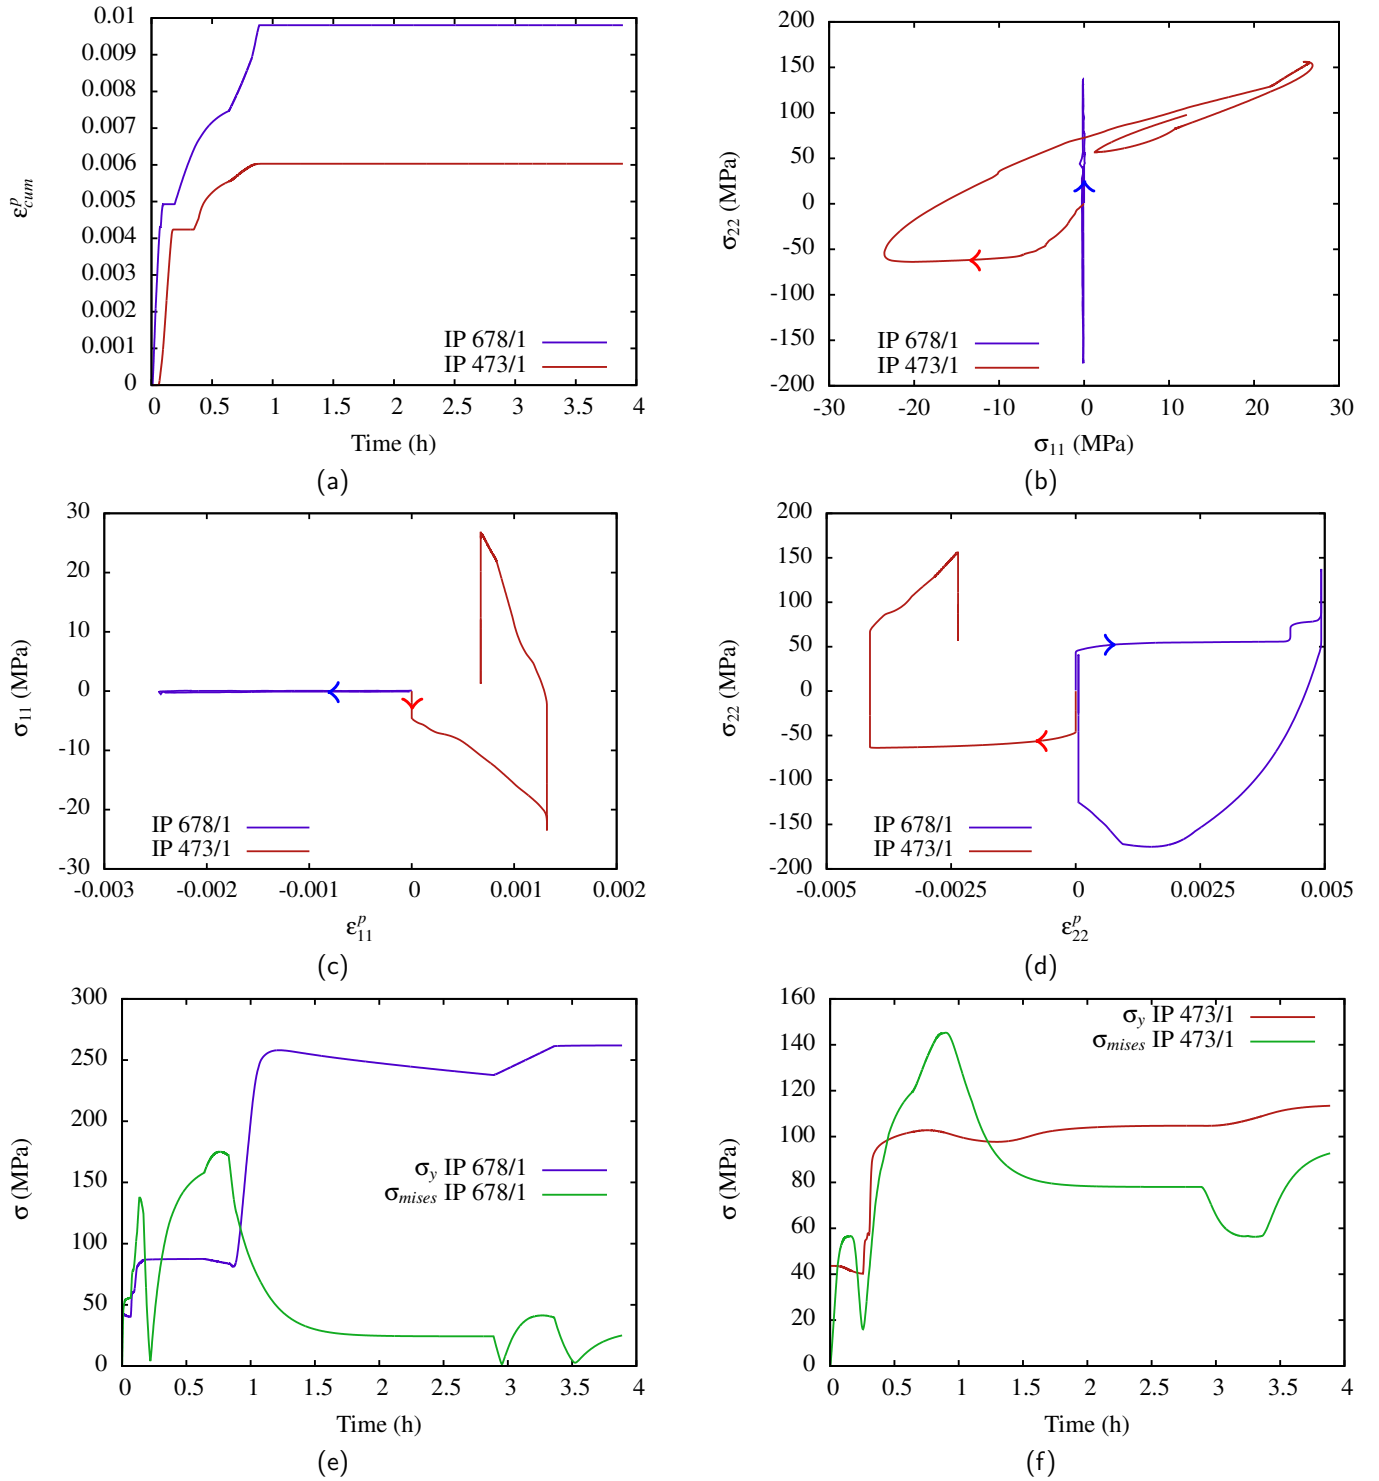 0.01
0.009
0.008
0.007
0.006
0.005
0.004
0.003
0.002
0.001
0
ε^p_cum
IP 678/1
IP 473/1
0 0.5 1 1.5 2 2.5 3 3.5 4
Time (h)
(a)
200
150
100
50
0
-50
-100
-150
-200
σ22 (MPa)
IP 678/1
IP 473/1
-30 -20 -10 0 10 20 30
σ11 (MPa)
(b)
30
20
10
0
-10
-20
-30
σ11 (MPa)
IP 678/1
IP 473/1
-0.003 -0.002 -0.001 0 0.001 0.002
ε^p_11
(c)
200
150
100
50
0
-50
-100
-150
-200
σ22 (MPa)
IP 678/1
IP 473/1
-0.005 -0.0025 0 0.0025 0.005
ε^p_22
(d)
300
250
200
150
100
50
0
σ (MPa)
σy IP 678/1
σmises IP 678/1
0 0.5 1 1.5 2 2.5 3 3.5 4
Time (h)
(e)
160
140
120
100
80
60
40
20
0
σ (MPa)
σy IP 473/1
σmises IP 473/1
0 0.5 1 1.5 2 2.5 3 3.5 4
Time (h)
(f)